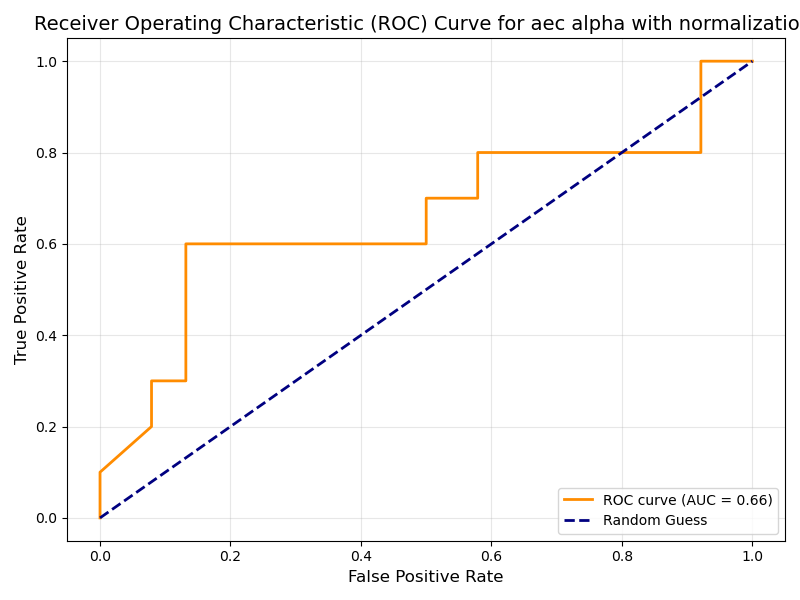 Receiver Operating Characteristic (ROC) Curve for aec alpha with normalizatio
1.0
0.8
0.6
0.4
0.2
0.0
True Positive Rate
0.0 0.2 0.4 0.6 0.8 1.0
False Positive Rate
ROC curve (AUC = 0.66)
Random Guess